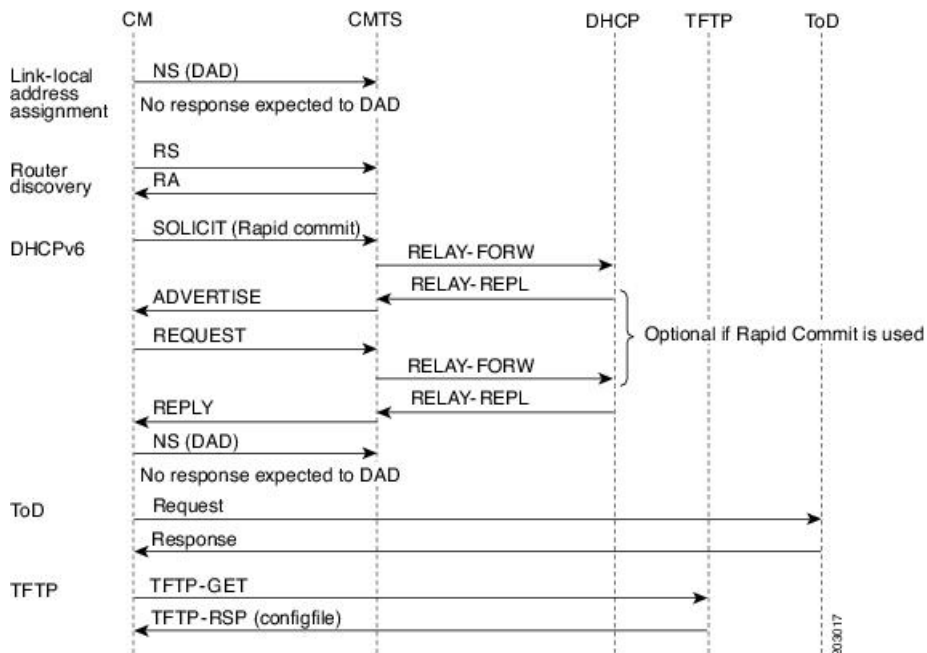 CM CMTS DHCP TFTP ToD
Link-local
address
assignment
NS (DAD)
No response expected to DAD
Router
discovery
RS
RA
DHCPv6
SOLICIT (Rapid commit)
RELAY-FORW
RELAY-REPL
ADVERTISE
Optional if Rapid Commit is used
REQUEST
RELAY-FORW
RELAY-REPL
REPLY
NS (DAD)
No response expected to DAD
ToD
Request
Response
TFTP
TFTP-GET
TFTP-RSP (configfile)
203017